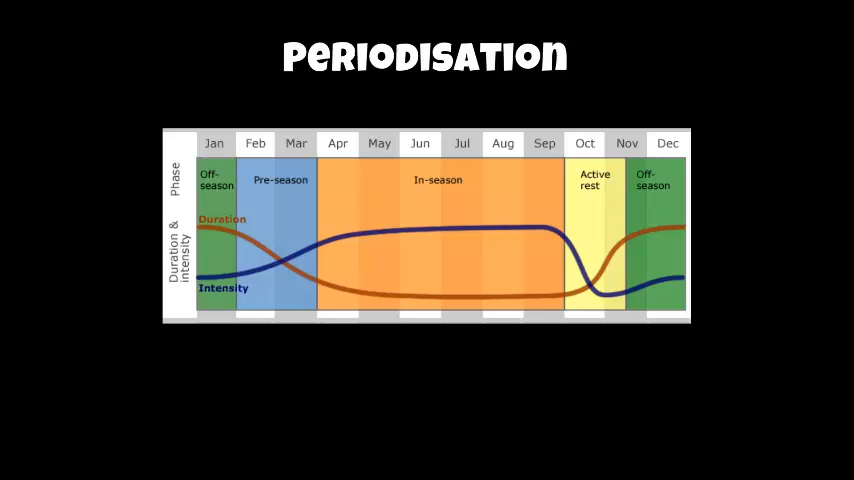 PERIODISATION
Jan Feb Mar Apr May Jun Jul Aug Sep Oct Nov Dec
Phase
Off-
season
Pre-season
In-season
Active
rest
Off-
season
Duration &
intensity
Duration
Intensity